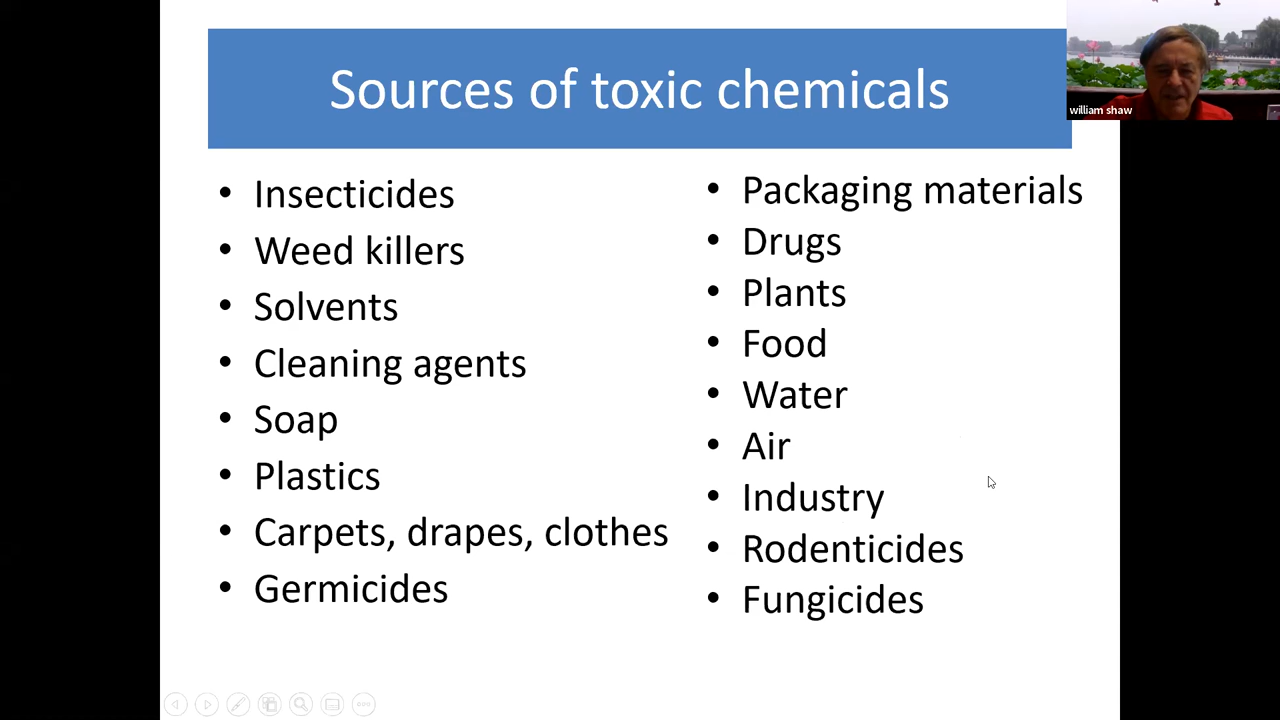 Sources of toxic chemicals
william shaw
• Insecticides
• Weed killers
• Solvents
• Cleaning agents
• Soap
• Plastics
• Carpets, drapes, clothes
• Germicides
• Packaging materials
• Drugs
• Plants
• Food
• Water
• Air
• Industry
• Rodenticides
• Fungicides